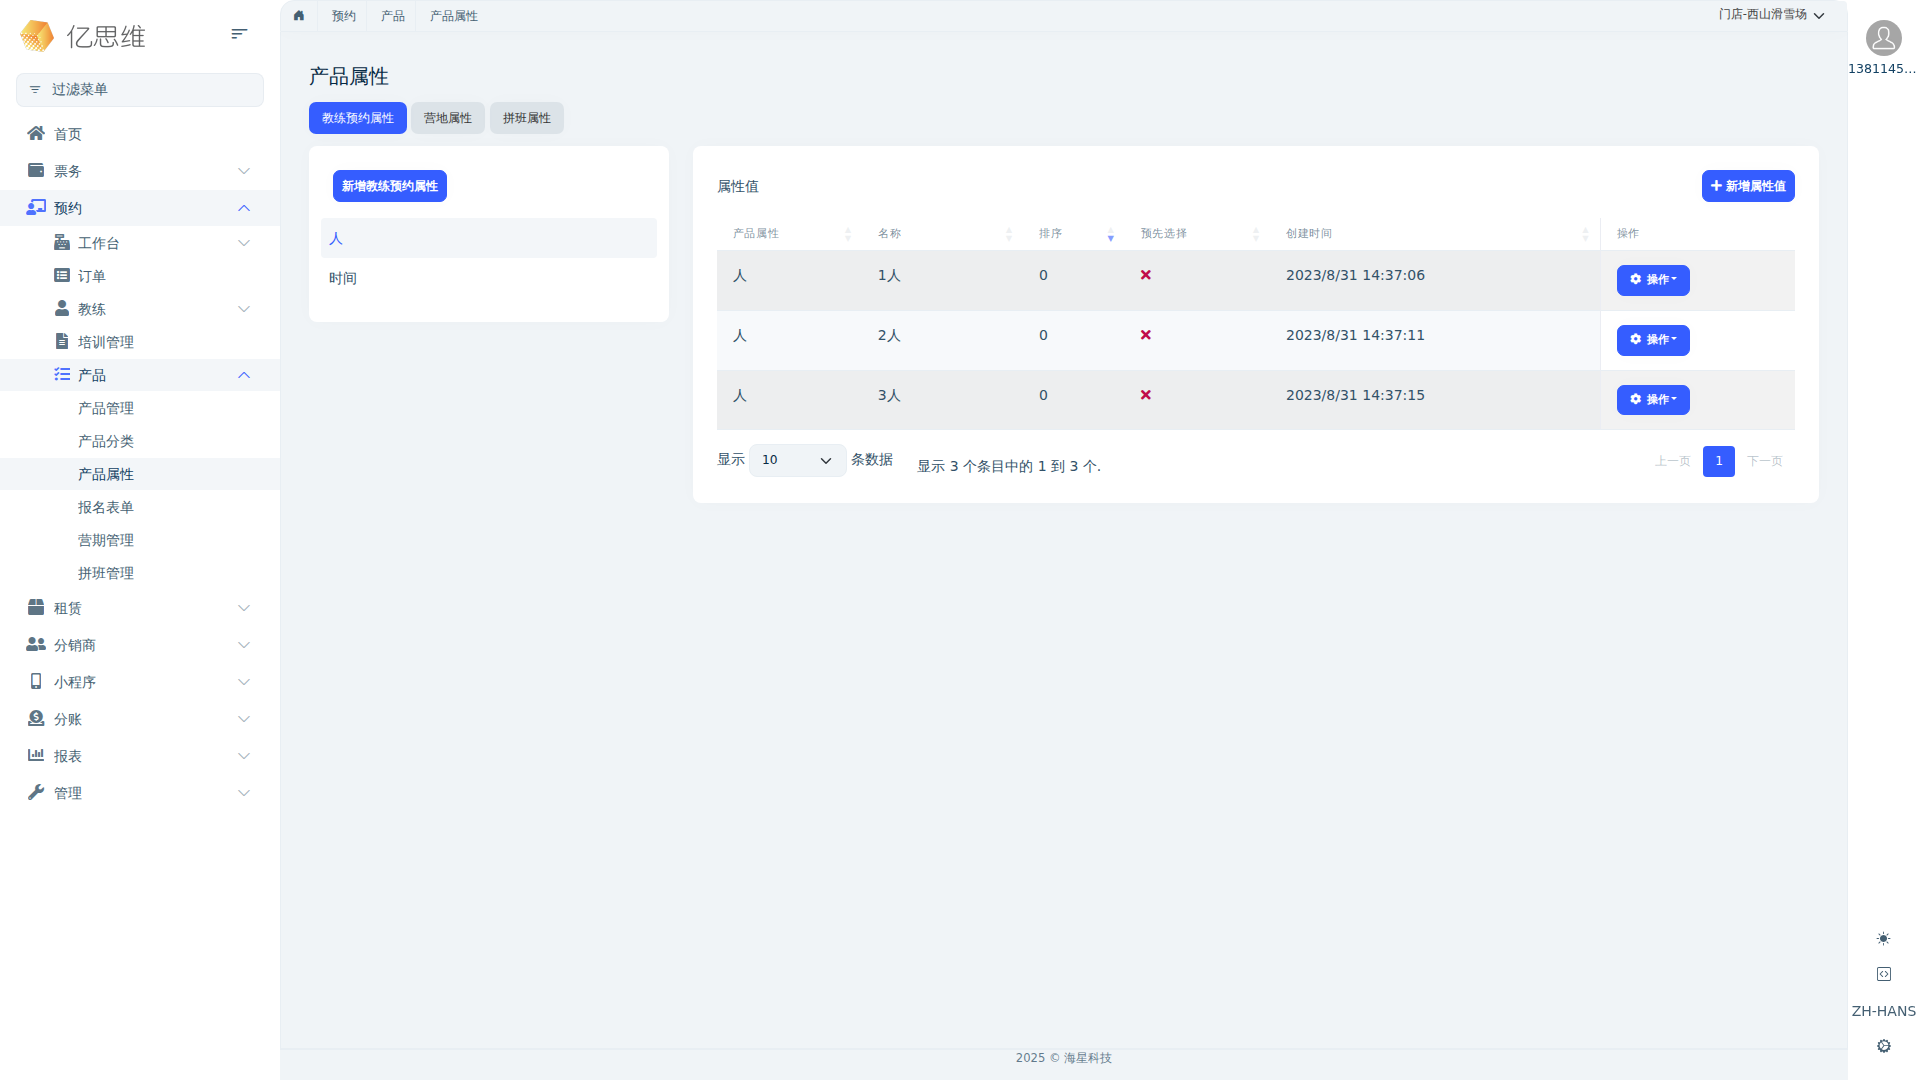 亿思维
过滤菜单
首页
票务
预约
工作台
订单
教练
培训管理
产品
产品管理
产品分类
产品属性
报名表单
营期管理
拼班管理
租赁
分销商
小程序
分账
报表
管理
预约 产品 产品属性
门店-西山滑雪场
产品属性
教练预约属性 营地属性 拼班属性
新增教练预约属性
人
时间
属性值
新增属性值
产品属性 名称 排序 预先选择 创建时间 操作
人 1人 0 2023/8/31 14:37:06 操作
人 2人 0 2023/8/31 14:37:11 操作
人 3人 0 2023/8/31 14:37:15 操作
显示 10 条数据 显示 3 个条目中的 1 到 3 个.
上一页 1 下一页
2025 © 海星科技
1381145...
ZH-HANS